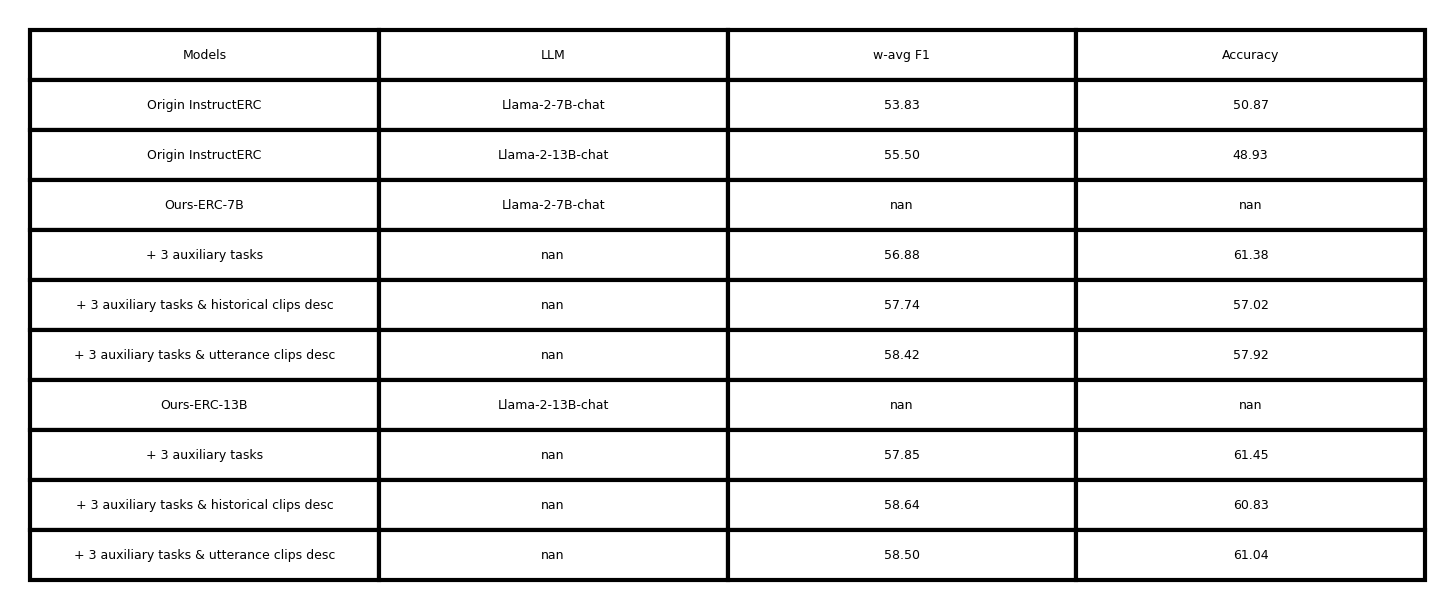 Models LLM w-avg F1 Accuracy
Origin InstructERC Llama-2-7B-chat 53.83 50.87
Origin InstructERC Llama-2-13B-chat 55.50 48.93
Ours-ERC-7B Llama-2-7B-chat nan nan
+ 3 auxiliary tasks nan 56.88 61.38
+ 3 auxiliary tasks & historical clips desc nan 57.74 57.02
+ 3 auxiliary tasks & utterance clips desc nan 58.42 57.92
Ours-ERC-13B Llama-2-13B-chat nan nan
+ 3 auxiliary tasks nan 57.85 61.45
+ 3 auxiliary tasks & historical clips desc nan 58.64 60.83
+ 3 auxiliary tasks & utterance clips desc nan 58.50 61.04